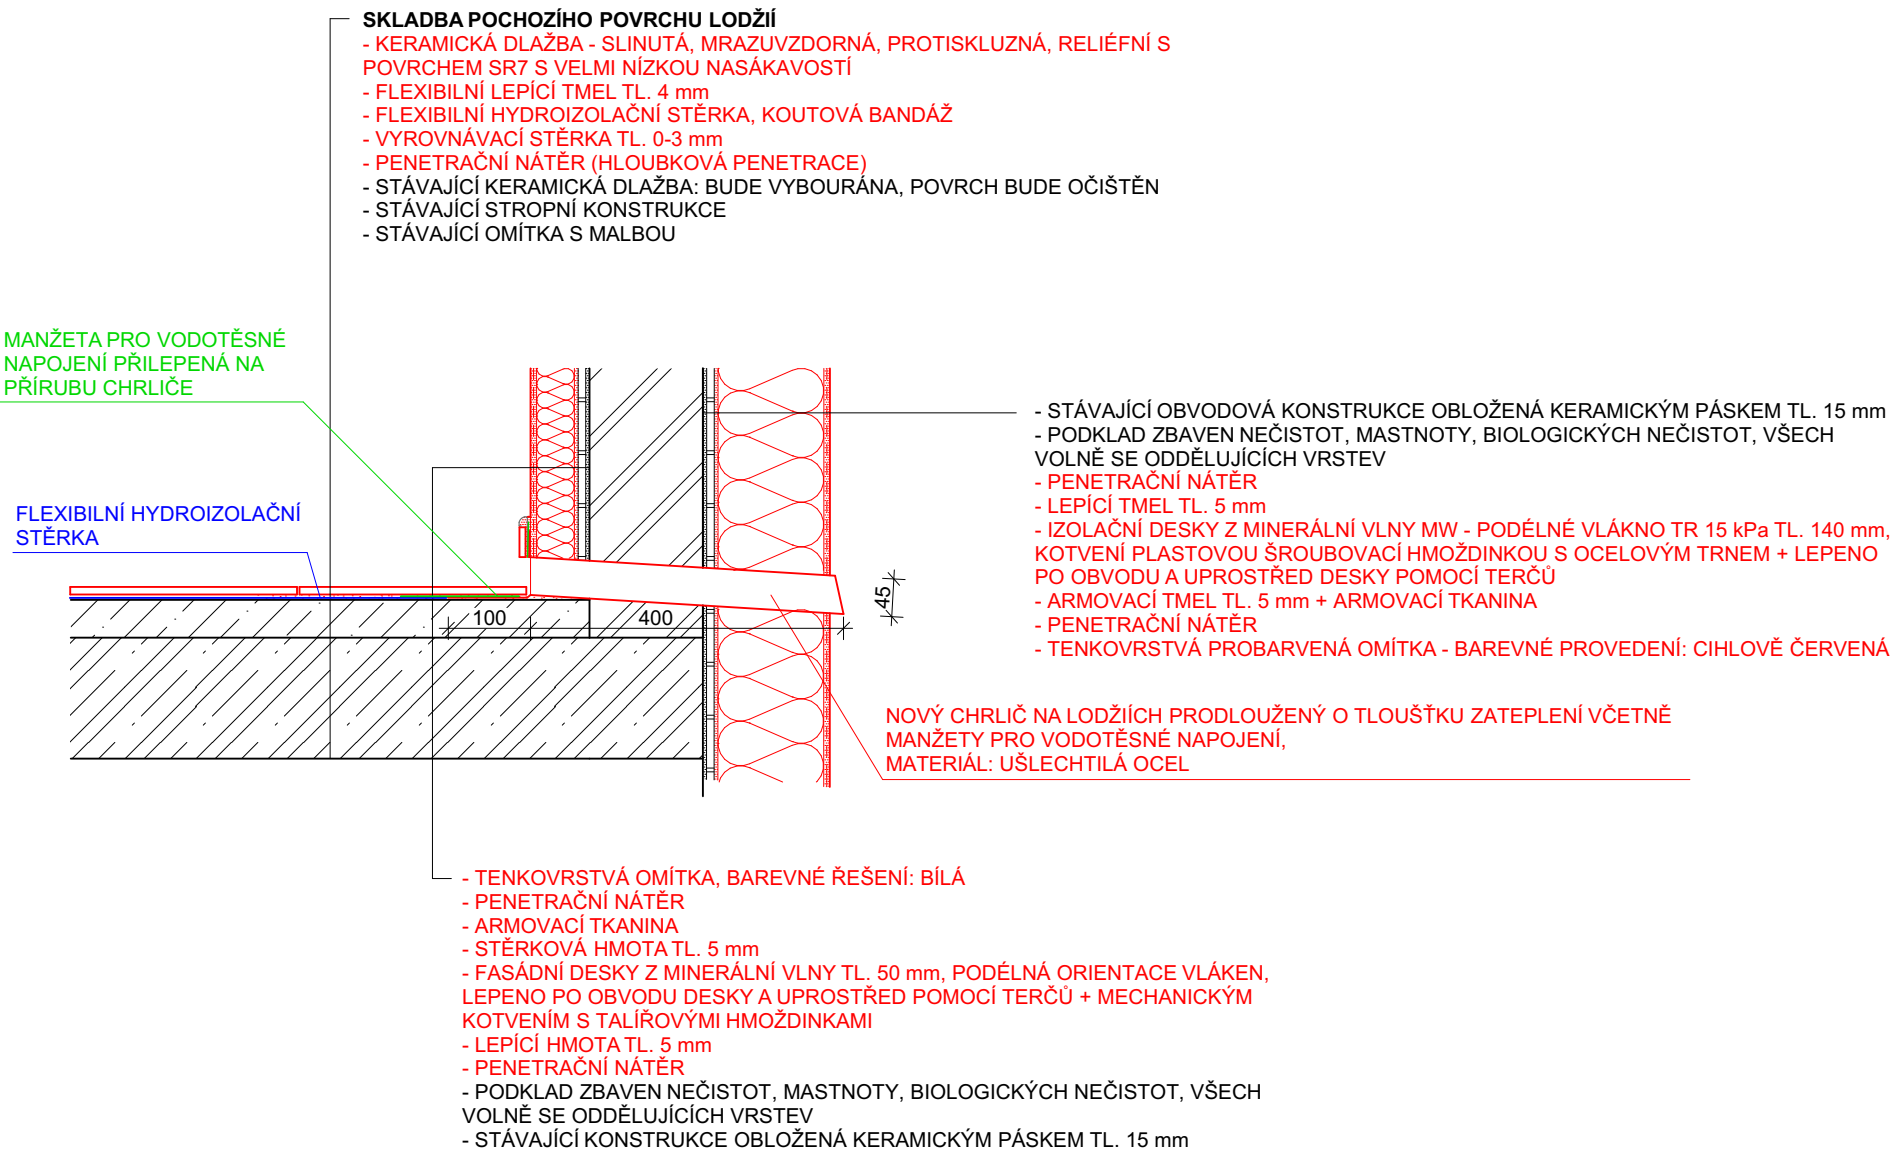 SKLADBA POCHOZÍHO POVRCHU LODŽIÍ
- KERAMICKÁ DLAŽBA - SLINUTÁ, MRAZUVZDORNÁ, PROTISKLUZNÁ, RELIÉFNÍ S
POVRCHEM SR7 S VELMI NÍZKOU NASÁKAVOSTÍ
- FLEXIBILNÍ LEPÍCÍ TMEL TL. 4 mm
- FLEXIBILNÍ HYDROIZOLAČNÍ STĚRKA, KOUTOVÁ BANDÁŽ
- VYROVNÁVACÍ STĚRKA TL. 0-3 mm
- PENETRAČNÍ NÁTĚR (HLOUBKOVÁ PENETRACE)
- STÁVAJÍCÍ KERAMICKÁ DLAŽBA: BUDE VYBOURÁNA, POVRCH BUDE OČIŠTĚN
- STÁVAJÍCÍ STROPNÍ KONSTRUKCE
- STÁVAJÍCÍ OMÍTKA S MALBOU
MANŽETA PRO VODOTĚSNÉ
NAPOJENÍ PŘILEPENÁ NA
PŘÍRUBU CHRLIČE
FLEXIBILNÍ HYDROIZOLAČNÍ
STĚRKA
- STÁVAJÍCÍ OBVODOVÁ KONSTRUKCE OBLOŽENÁ KERAMICKÝM PÁSKEM TL. 15 mm
- PODKLAD ZBAVEN NEČISTOT, MASTNOTY, BIOLOGICKÝCH NEČISTOT, VŠECH
VOLNĚ SE ODDĚLUJÍCÍCH VRSTEV
- PENETRAČNÍ NÁTĚR
- LEPÍCÍ TMEL TL. 5 mm
- IZOLAČNÍ DESKY Z MINERÁLNÍ VLNY MW - PODÉLNÉ VLÁKNO TR 15 kPa TL. 140 mm,
KOTVENÍ PLASTOVOU ŠROUBOVACÍ HMOŽDINKOU S OCELOVÝM TRNEM + LEPENO
PO OBVODU A UPROSTŘED DESKY POMOCÍ TERČŮ
- ARMOVACÍ TMEL TL. 5 mm + ARMOVACÍ TKANINA
- PENETRAČNÍ NÁTĚR
- TENKOVRSTVÁ PROBARVENÁ OMÍTKA - BAREVNÉ PROVEDENÍ: CIHLOVĚ ČERVENÁ
45
100
400
NOVÝ CHRLIČ NA LODŽIÍCH PRODLOUŽENÝ O TLOUŠŤKU ZATEPLENÍ VČETNĚ
MANŽETY PRO VODOTĚSNÉ NAPOJENÍ,
MATERIÁL: UŠLECHTILÁ OCEL
- TENKOVRSTVÁ OMÍTKA, BAREVNÉ ŘEŠENÍ: BÍLÁ
- PENETRAČNÍ NÁTĚR
- ARMOVACÍ TKANINA
- STĚRKOVÁ HMOTA TL. 5 mm
- FASÁDNÍ DESKY Z MINERÁLNÍ VLNY TL. 50 mm, PODÉLNÁ ORIENTACE VLÁKEN,
LEPENO PO OBVODU DESKY A UPROSTŘED POMOCÍ TERČŮ + MECHANICKÝM
KOTVENÍM S TALÍŘOVÝMI HMOŽDINKAMI
- LEPÍCÍ HMOTA TL. 5 mm
- PENETRAČNÍ NÁTĚR
- PODKLAD ZBAVEN NEČISTOT, MASTNOTY, BIOLOGICKÝCH NEČISTOT, VŠECH
VOLNĚ SE ODDĚLUJÍCÍCH VRSTEV
- STÁVAJÍCÍ KONSTRUKCE OBLOŽENÁ KERAMICKÝM PÁSKEM TL. 15 mm